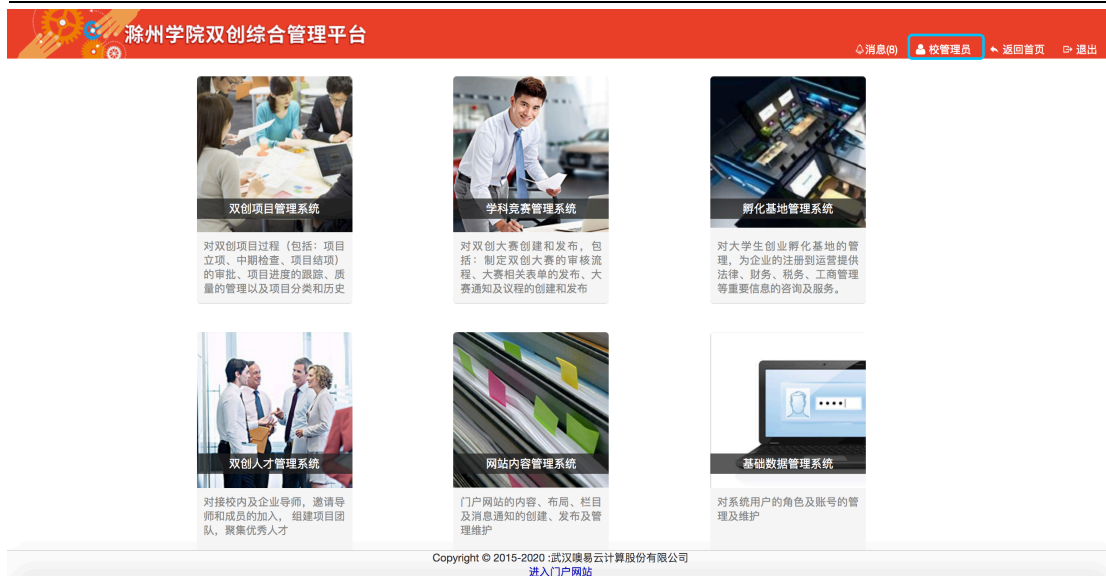 滁州学院双创综合管理平台
消息(8) 校管理员 返回首页 退出
双创项目管理系统
对双创项目过程（包括：项目
立项、中期检查、项目结项）
的审批、项目进度的跟踪、质
量的管理以及项目分类和历史
学科竞赛管理系统
对双创大赛创建和发布，包
括：制定双创大赛的审核流
程、大赛相关表单的发布、大
赛通知及议程的创建和发布
孵化基地管理系统
对大学生创业孵化基地的管
理，为企业的注册到运营提供
法律、财务、税务、工商管理
等重要信息的咨询及服务。
双创人才管理系统
对接校内及企业导师，邀请导
师和成员的加入， 组建项目团
队，聚集优秀人才
网站内容管理系统
门户网站的内容、布局、栏目
及消息通知的创建、发布及管
理维护
基础数据管理系统
对系统用户的角色及账号的管
理及维护
Copyright © 2015-2020 :武汉噢易云计算股份有限公司
进入门户网站